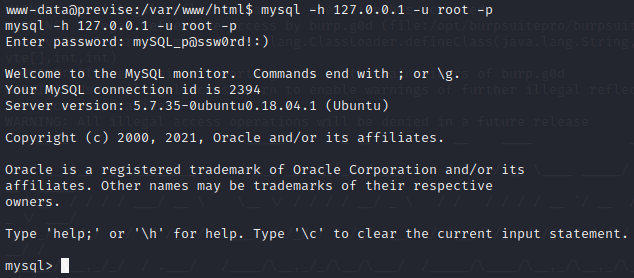 www-data@previse:/var/www/html$ mysql -h 127.0.0.1 -u root -p
mysql -h 127.0.0.1 -u root -p
Enter password: mySQL_p@ssw0rd!:)
Welcome to the MySQL monitor.  Commands end with ; or \g.
Your MySQL connection id is 2394
Server version: 5.7.35-0ubuntu0.18.04.1 (Ubuntu)
Copyright (c) 2000, 2021, Oracle and/or its affiliates.
Oracle is a registered trademark of Oracle Corporation and/or its
affiliates. Other names may be trademarks of their respective
owners.
Type 'help;' or '\h' for help. Type '\c' to clear the current input statement.
mysql>